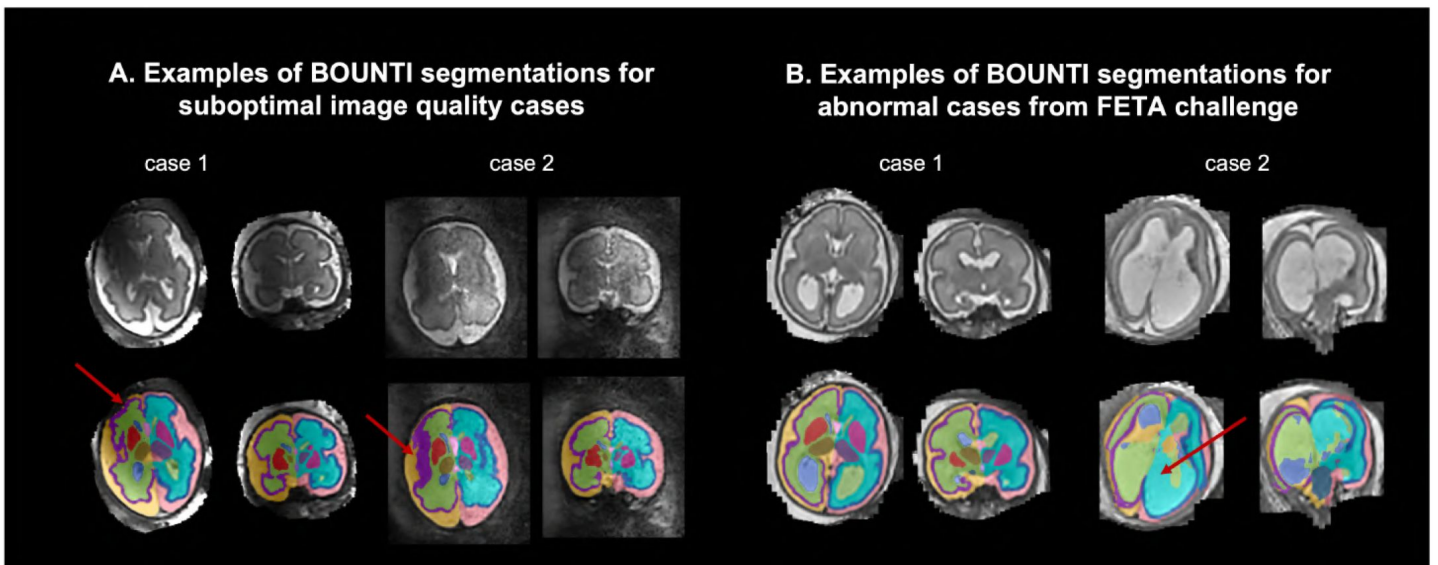 A. Examples of BOUNTI segmentations for
suboptimal image quality cases
case 1
case 2
B. Examples of BOUNTI segmentations for
abnormal cases from FETA challenge
case 1
case 2